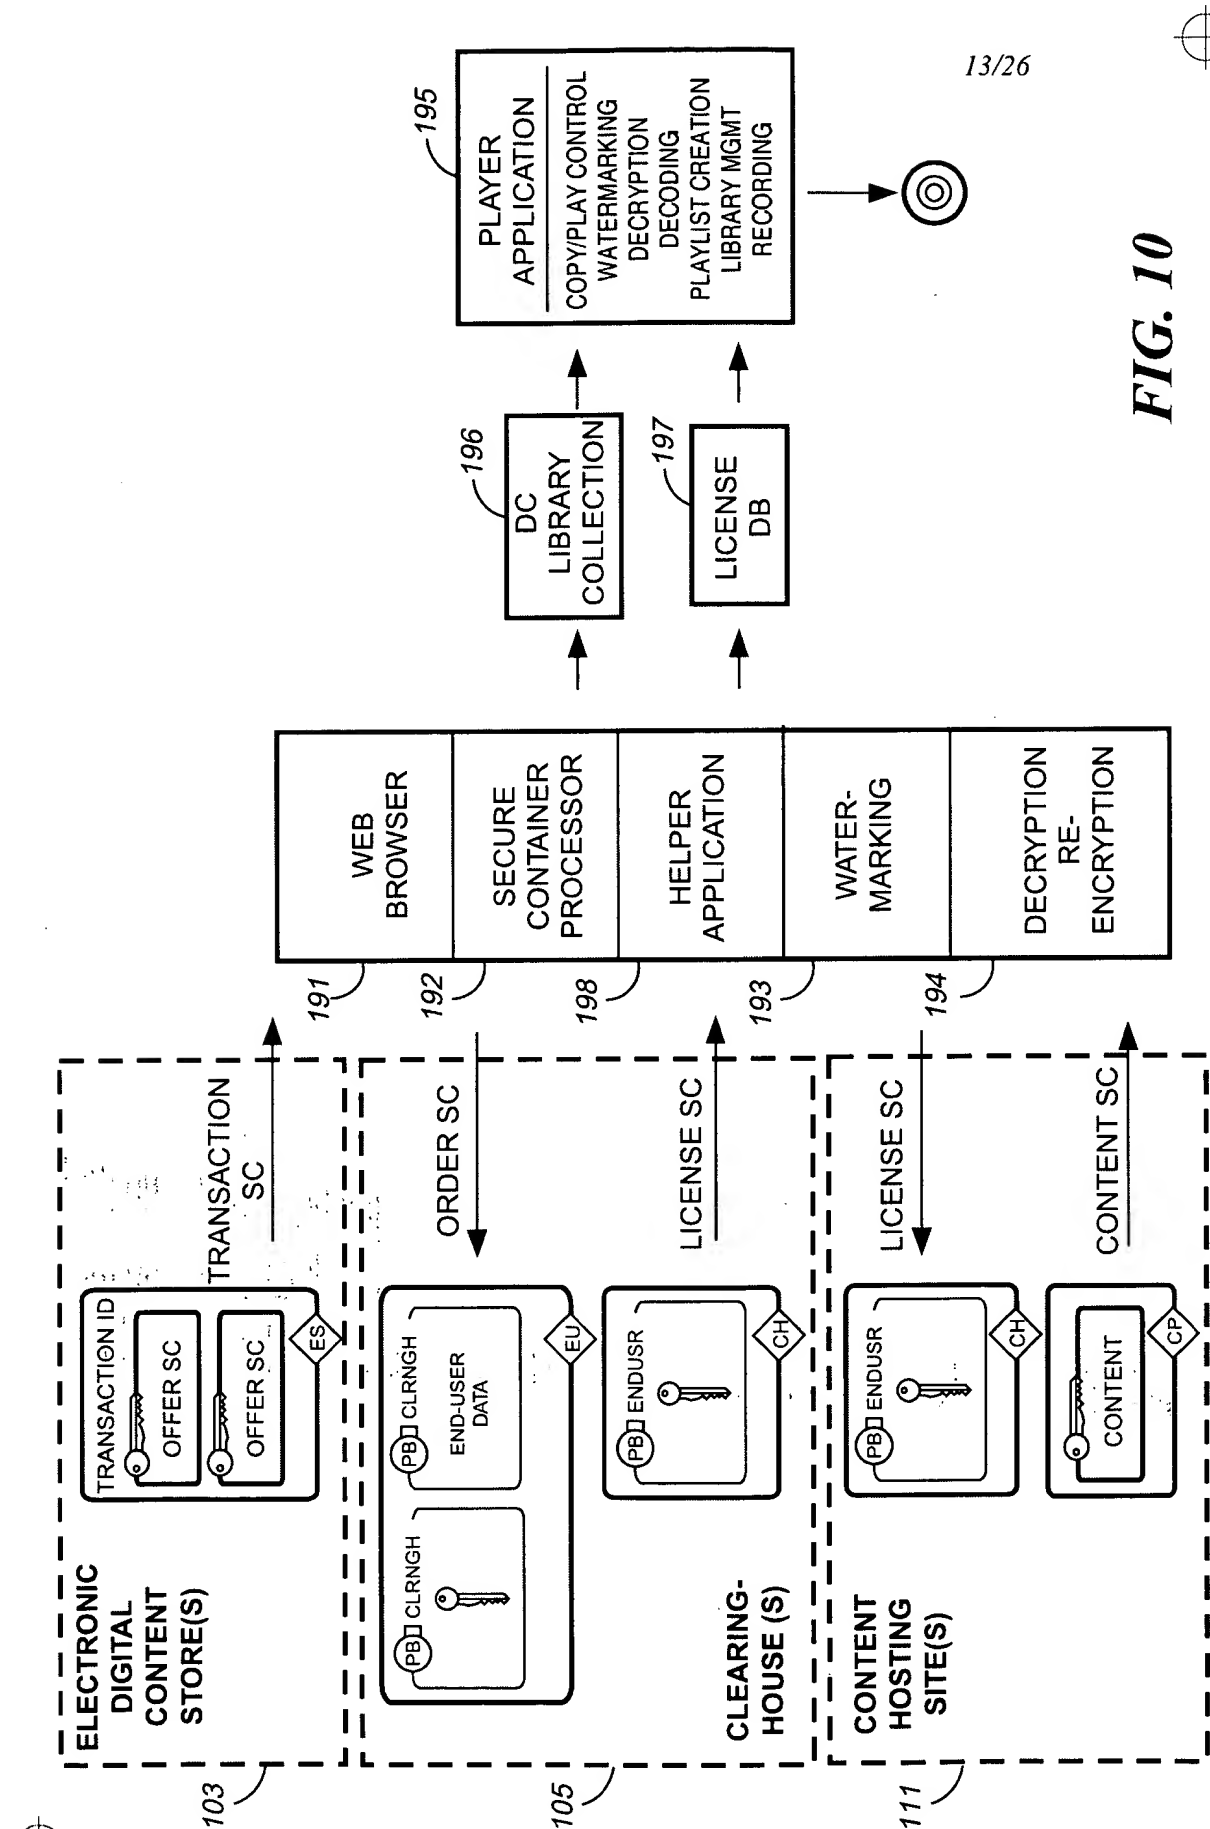 13/26
103
ELECTRONIC
DIGITAL
CONTENT
STORE(S)
TRANSACTION ID
OFFER SC
OFFER SC
ES
TRANSACTION
SC
105
PB CLRNGH
PB CLRNGH
END-USER
DATA
EU
ORDER SC
CLEARING-
HOUSE (S)
PB ENDUSR
CH
LICENSE SC
111
CONTENT
HOSTING
SITE(S)
PB ENDUSR
CH
LICENSE SC
CONTENT
CP
CONTENT SC
191
WEB
BROWSER
192
SECURE
CONTAINER
PROCESSOR
198
HELPER
APPLICATION
193
WATER-
MARKING
194
DECRYPTION
RE-
ENCRYPTION
196
DC
LIBRARY
COLLECTION
197
LICENSE
DB
195
PLAYER
APPLICATION
COPY/PLAY CONTROL
WATERMARKING
DECRYPTION
DECODING
PLAYLIST CREATION
LIBRARY MGMT
RECORDING
FIG. 10